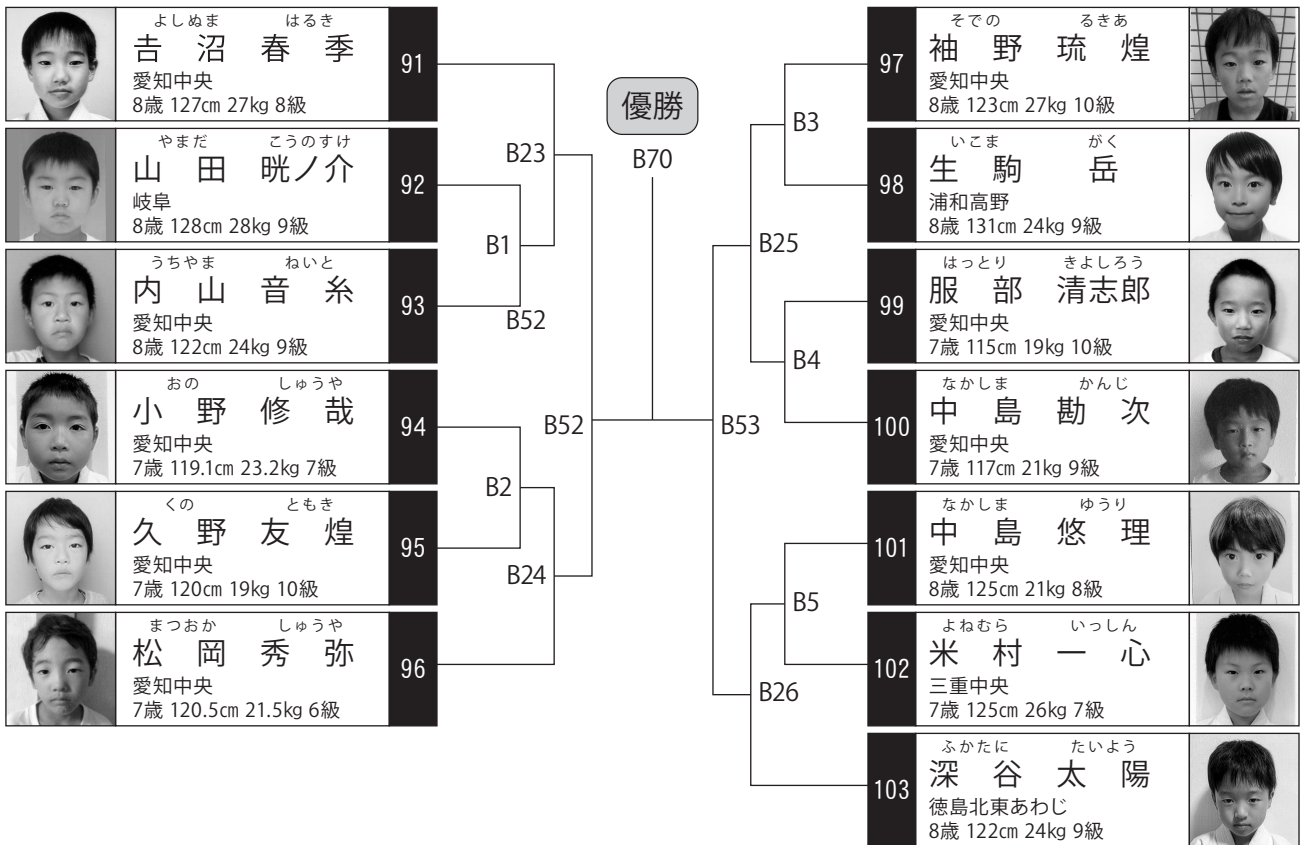 よしぬま はるき
吉沼 春季
愛知中央
8歳 127cm 27kg 8級
91
やまだ こうのすけ
山田 晄ノ介
岐阜
8歳 128cm 28kg 9級
92
うちやま ねいと
内山 音糸
愛知中央
8歳 122cm 24kg 9級
93
おの しゅうや
小野 修哉
愛知中央
7歳 119.1cm 23.2kg 7級
94
くの ともき
久野 友煌
愛知中央
7歳 120cm 19kg 10級
95
まつおか しゅうや
松岡 秀弥
愛知中央
7歳 120.5cm 21.5kg 6級
96
B23
B1
B52
B52
B2
B24
優勝
B70
B3
B25
B4
B53
B5
B26
97
そでの るきあ
袖野 琉煌
愛知中央
8歳 123cm 27kg 10級
98
いこま がく
生駒 岳
浦和高野
8歳 131cm 24kg 9級
99
はっとり きよしろう
服部 清志郎
愛知中央
7歳 115cm 19kg 10級
100
なかしま かんじ
中島 勘次
愛知中央
7歳 117cm 21kg 9級
101
なかしま ゆうり
中島 悠理
愛知中央
8歳 125cm 21kg 8級
102
よねむら いっしん
米村 一心
三重中央
7歳 125cm 26kg 7級
103
ふかたに たいよう
深谷 太陽
徳島北東あわじ
8歳 122cm 24kg 9級